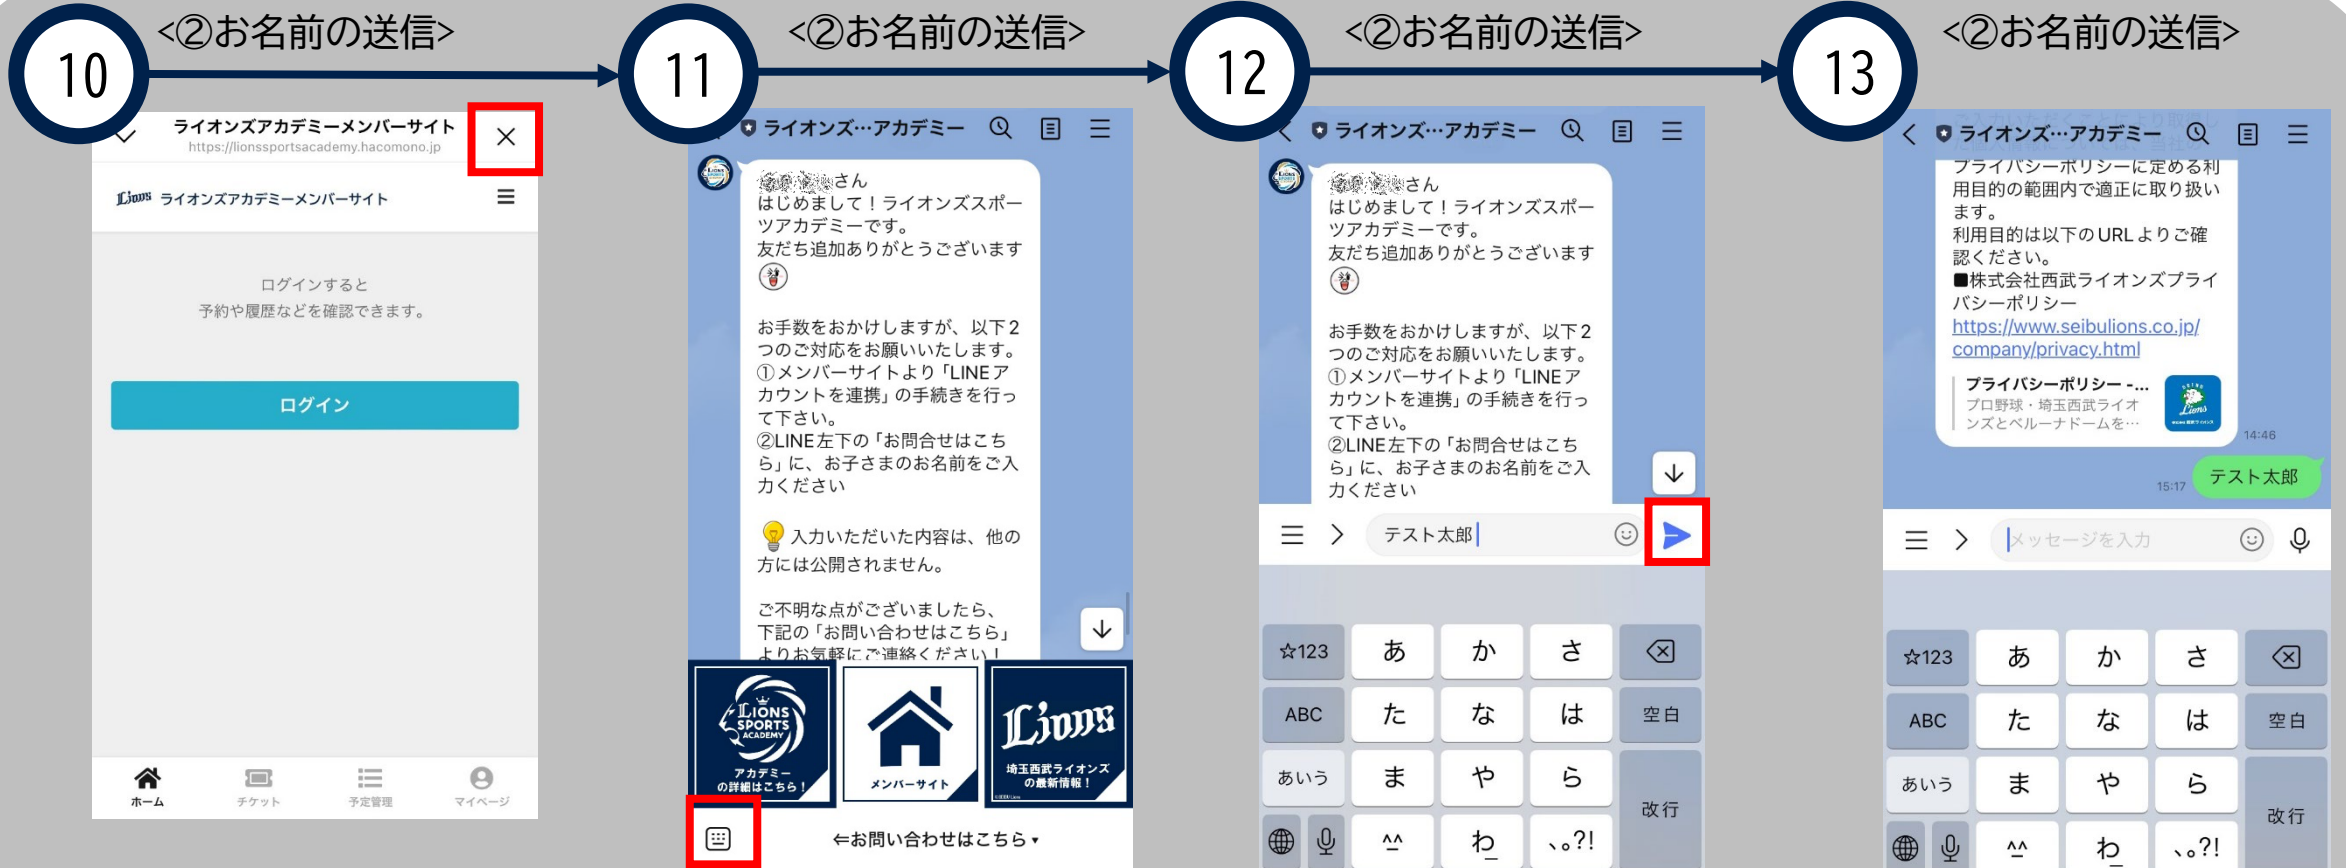 10
<②お名前の送信>
ライオンズアカデミーメンバーサイト
https://lionssportsacademy.hacomono.jp
Lions ライオンズアカデミーメンバーサイト
ログインすると
予約や履歴などを確認できます。
ログイン
ホーム
チケット
予定管理
マイページ
11
<②お名前の送信>
ライオンズ…アカデミー
さん
はじめまして！ライオンズスポー
ツアカデミーです。
友だち追加ありがとうございます
お手数をおかけしますが、以下2
つのご対応をお願いいたします。
①メンバーサイトより「LINEア
カウントを連携」の手続きを行っ
て下さい。
②LINE左下の「お問合せはこち
ら」に、お子さまのお名前をご入
力ください
入力いただいた内容は、他の
方には公開されません。
ご不明な点がございましたら、
下記の「お問い合わせはこちら」
よりお気軽にご連絡ください！
LIONS
SPORTS
ACADEMY
アカデミー
の詳細はこちら！
メンバーサイト
Lions
埼玉西武ライオンズ
の最新情報！
⇐お問い合わせはこちら▾
12
<②お名前の送信>
ライオンズ…アカデミー
さん
はじめまして！ライオンズスポー
ツアカデミーです。
友だち追加ありがとうございます
お手数をおかけしますが、以下2
つのご対応をお願いいたします。
①メンバーサイトより「LINEア
カウントを連携」の手続きを行っ
て下さい。
②LINE左下の「お問合せはこち
ら」に、お子さまのお名前をご入
力ください
テスト太郎
☆123 あ か さ
ABC た な は 空白
あいう ま や ら
改行
^^ わ 、。?!
13
<②お名前の送信>
ライオンズ…アカデミー
プライバシーポリシーに定める利
用目的の範囲内で適正に取り扱い
ます。
利用目的は以下のURLよりご確
認ください。
■株式会社西武ライオンズプライ
バシーポリシー
https://www.seibulions.co.jp/
company/privacy.html
プライバシーポリシー -...
プロ野球・埼玉西武ライオ
ンズとベルーナドームを…
Lions
14:46
テスト太郎
15:17
メッセージを入力
☆123 あ か さ
ABC た な は 空白
あいう ま や ら
改行
^^ わ 、。?!